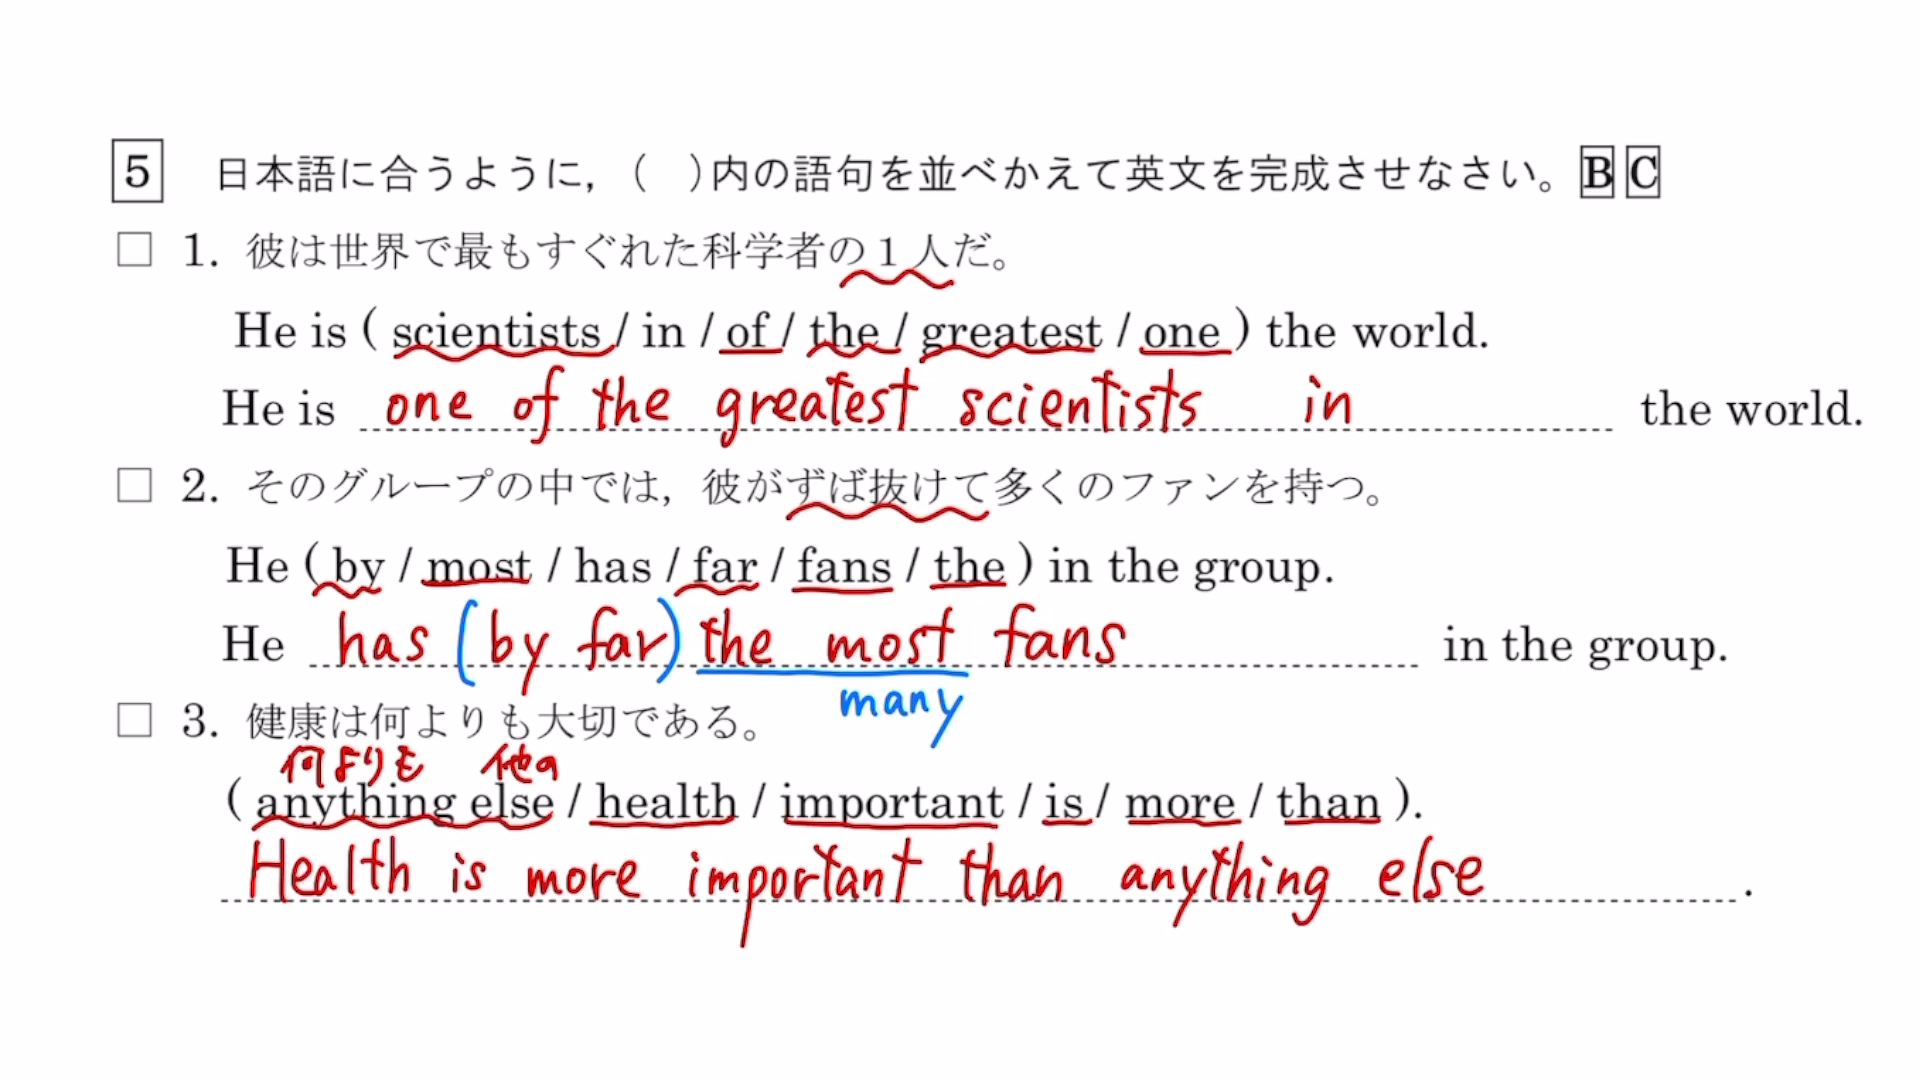 5 日本語に合うように, ( )内の語句を並べかえて英文を完成させなさい。 B C
□ 1. 彼は世界で最もすぐれた科学者の1人だ。
He is ( scientists / in / of / the / greatest / one ) the world.
He is one of the greatest scientists in the world.
□ 2. そのグループの中では, 彼がずば抜けて多くのファンを持つ。
He ( by / most / has / far / fans / the ) in the group.
He has (by far) the most fans in the group.
many
□ 3. 健康は何よりも大切である。
何よりも 他の
( anything else / health / important / is / more / than ).
Health is more important than anything else .